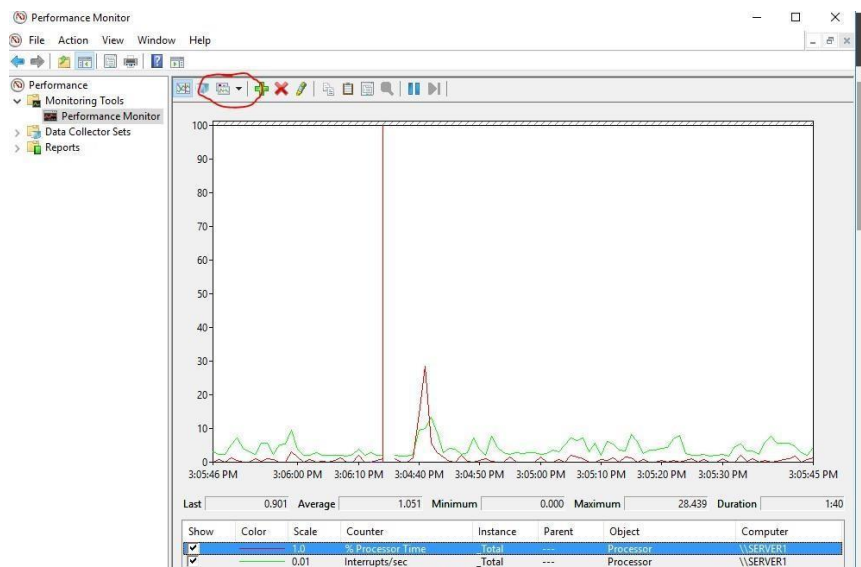 Performance Monitor
File Action View Window Help
Performance
Monitoring Tools
Performance Monitor
Data Collector Sets
Reports
100
90
80
70
60
50
40
30
20
10
0
3:05:46 PM 3:06:00 PM 3:06:10 PM 3:04:40 PM 3:04:50 PM 3:05:00 PM 3:05:10 PM 3:05:20 PM 3:05:30 PM 3:05:45 PM
Last 0.901 Average 1.051 Minimum 0.000 Maximum 28.439 Duration 1:40
Show Color Scale Counter Instance Parent Object Computer
1.0 % Processor Time _Total --- Processor \\SERVER1
0.01 Interrupts/sec _Total --- Processor \\SERVER1